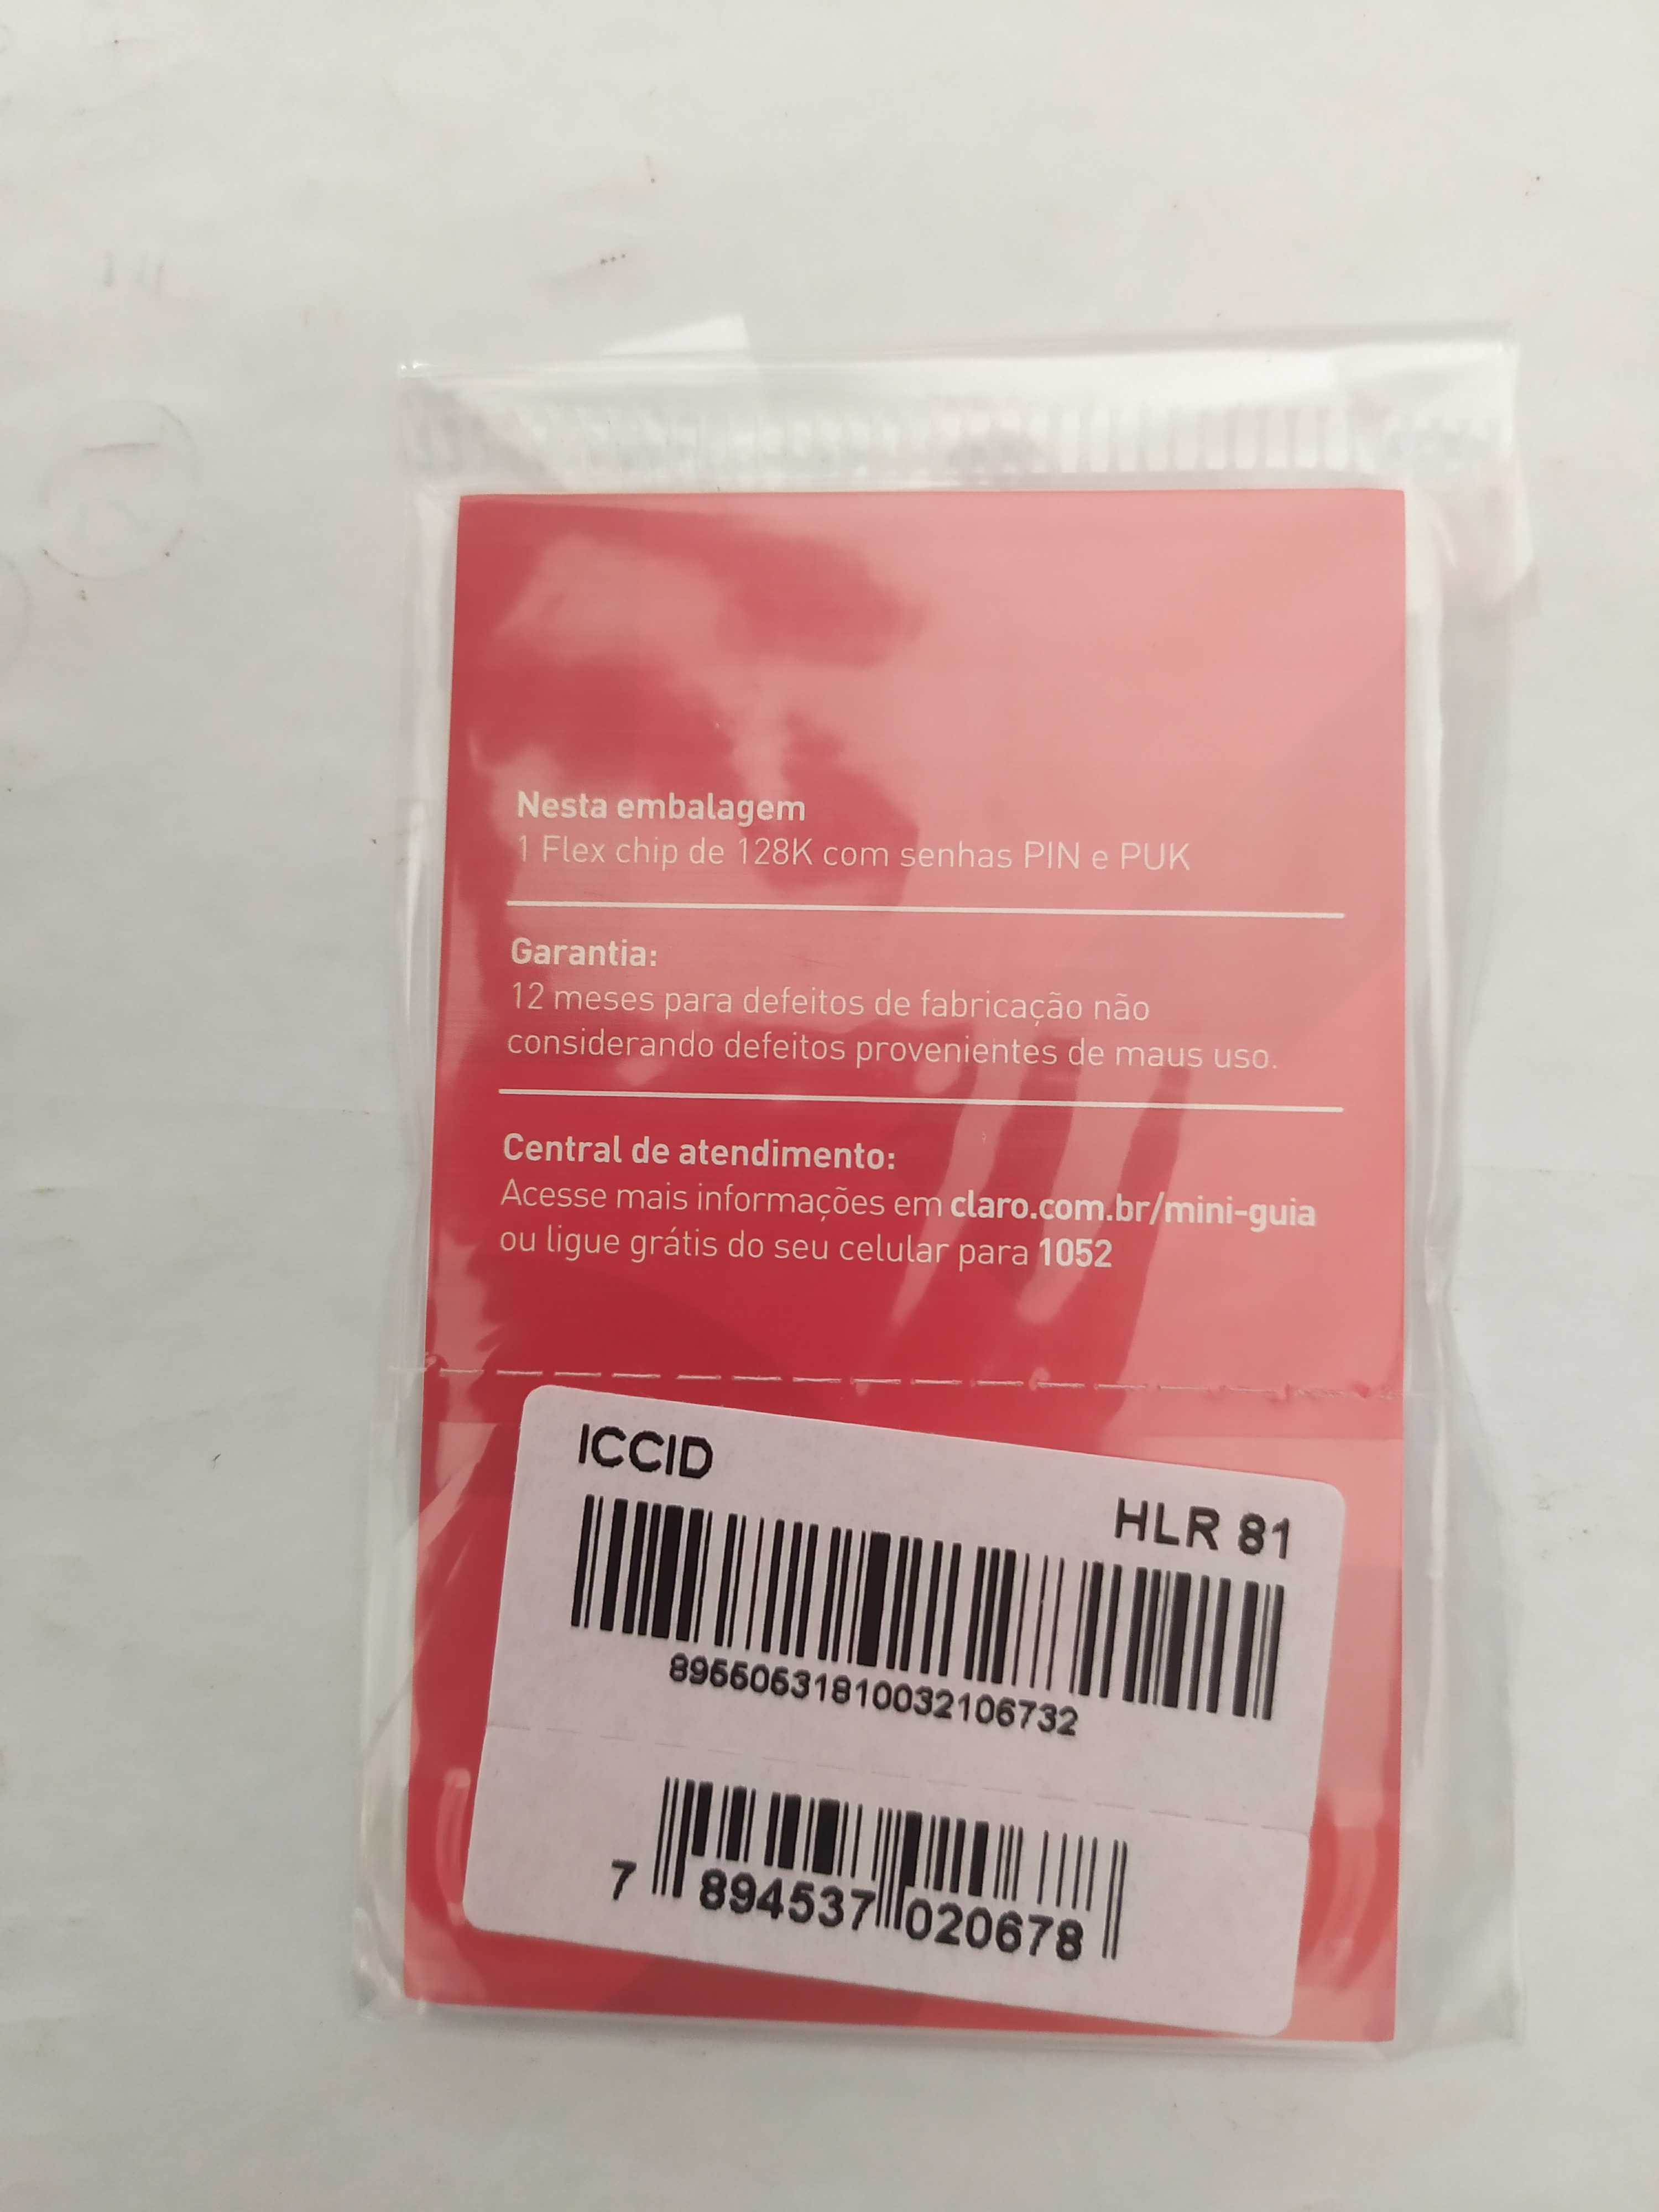 Nesta embalagem
1 Flex chip de 128K com senhas PIN e PUK
Garantia:
12 meses para defeitos de fabricação não
considerando defeitos provenientes de maus uso.
Central de atendimento:
Acesse mais informações em claro.com.br/mini-guia
ou ligue grátis do seu celular para 1052
ICCID
HLR 81
89550531810032106732
7 894537 020678